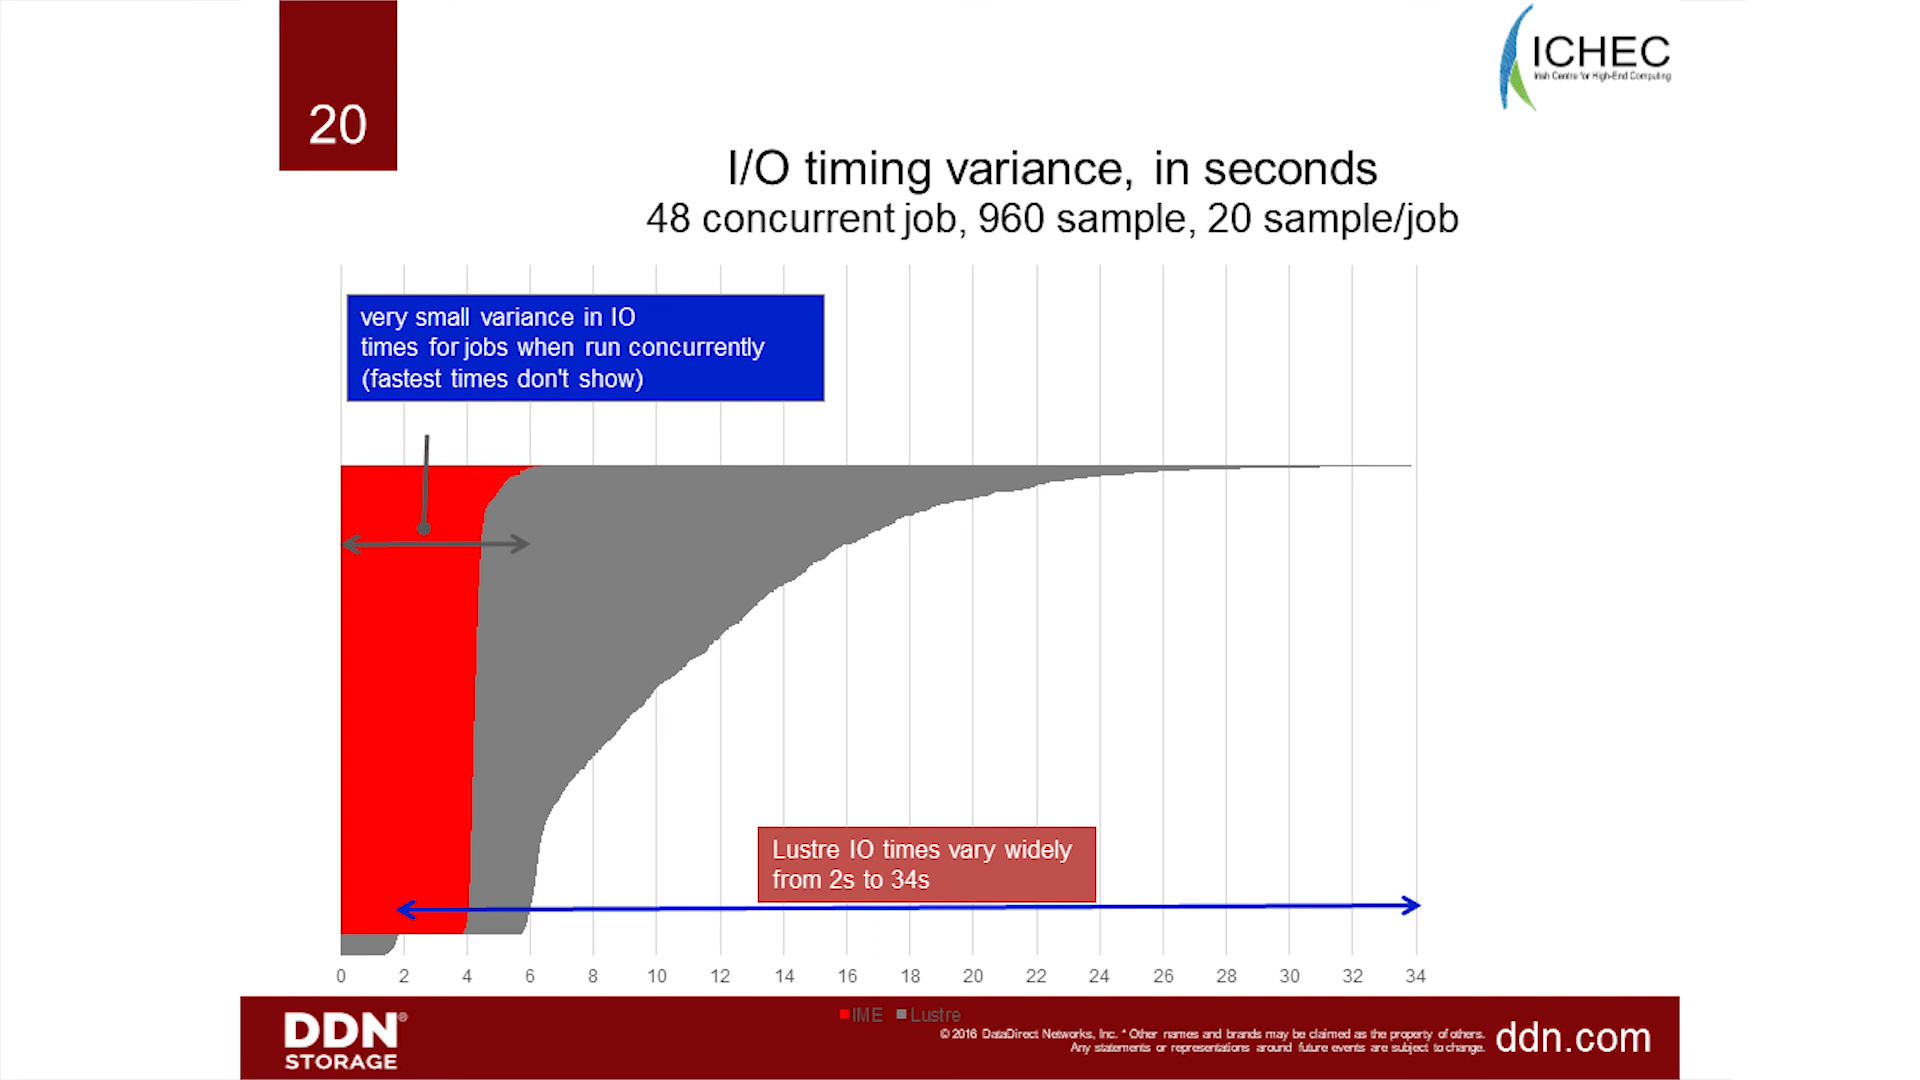 20
ICHEC
Irish Centre for High-End Computing
I/O timing variance, in seconds
48 concurrent job, 960 sample, 20 sample/job
very small variance in IO
times for jobs when run concurrently
(fastest times don't show)
Lustre IO times vary widely
from 2s to 34s
0 2 4 6 8 10 12 14 16 18 20 22 24 26 28 30 32 34
IME Lustre
DDN®
STORAGE
© 2016 DataDirect Networks, Inc. * Other names and brands may be claimed as the property of others.
Any statements or representations around future events are subject to change.
ddn.com